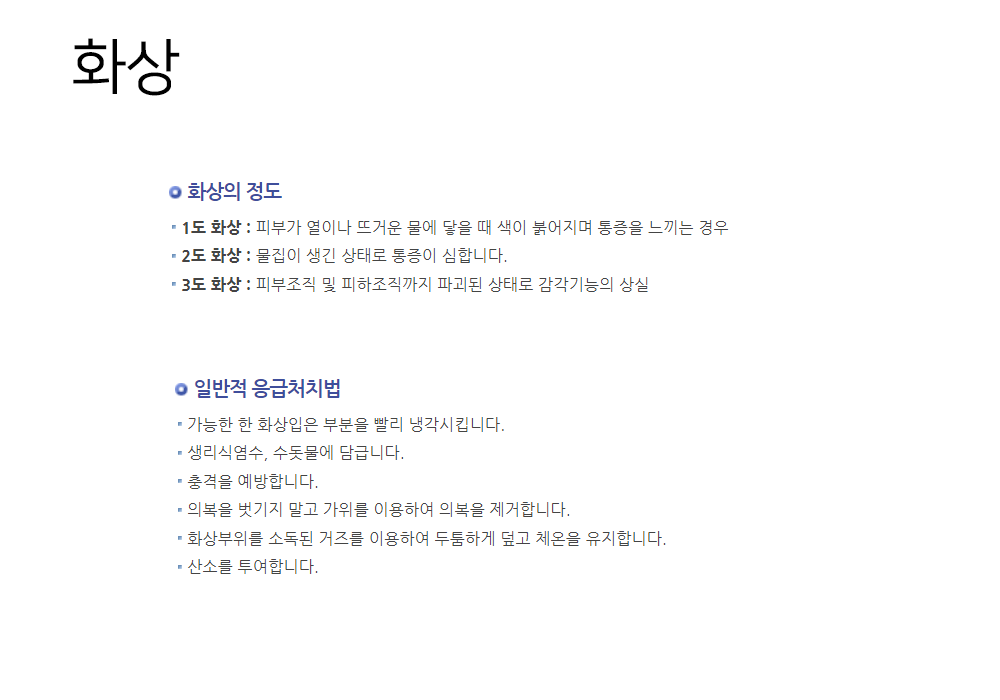 화상
화상의 정도
1도 화상 : 피부가 열이나 뜨거운 물에 닿을 때 색이 붉어지며 통증을 느끼는 경우
2도 화상 : 물집이 생긴 상태로 통증이 심합니다.
3도 화상 : 피부조직 및 피하조직까지 파괴된 상태로 감각기능의 상실
일반적 응급처치법
가능한 한 화상입은 부분을 빨리 냉각시킵니다.
생리식염수, 수돗물에 담급니다.
충격을 예방합니다.
의복을 벗기지 말고 가위를 이용하여 의복을 제거합니다.
화상부위를 소독된 거즈를 이용하여 두툼하게 덮고 체온을 유지합니다.
산소를 투여합니다.